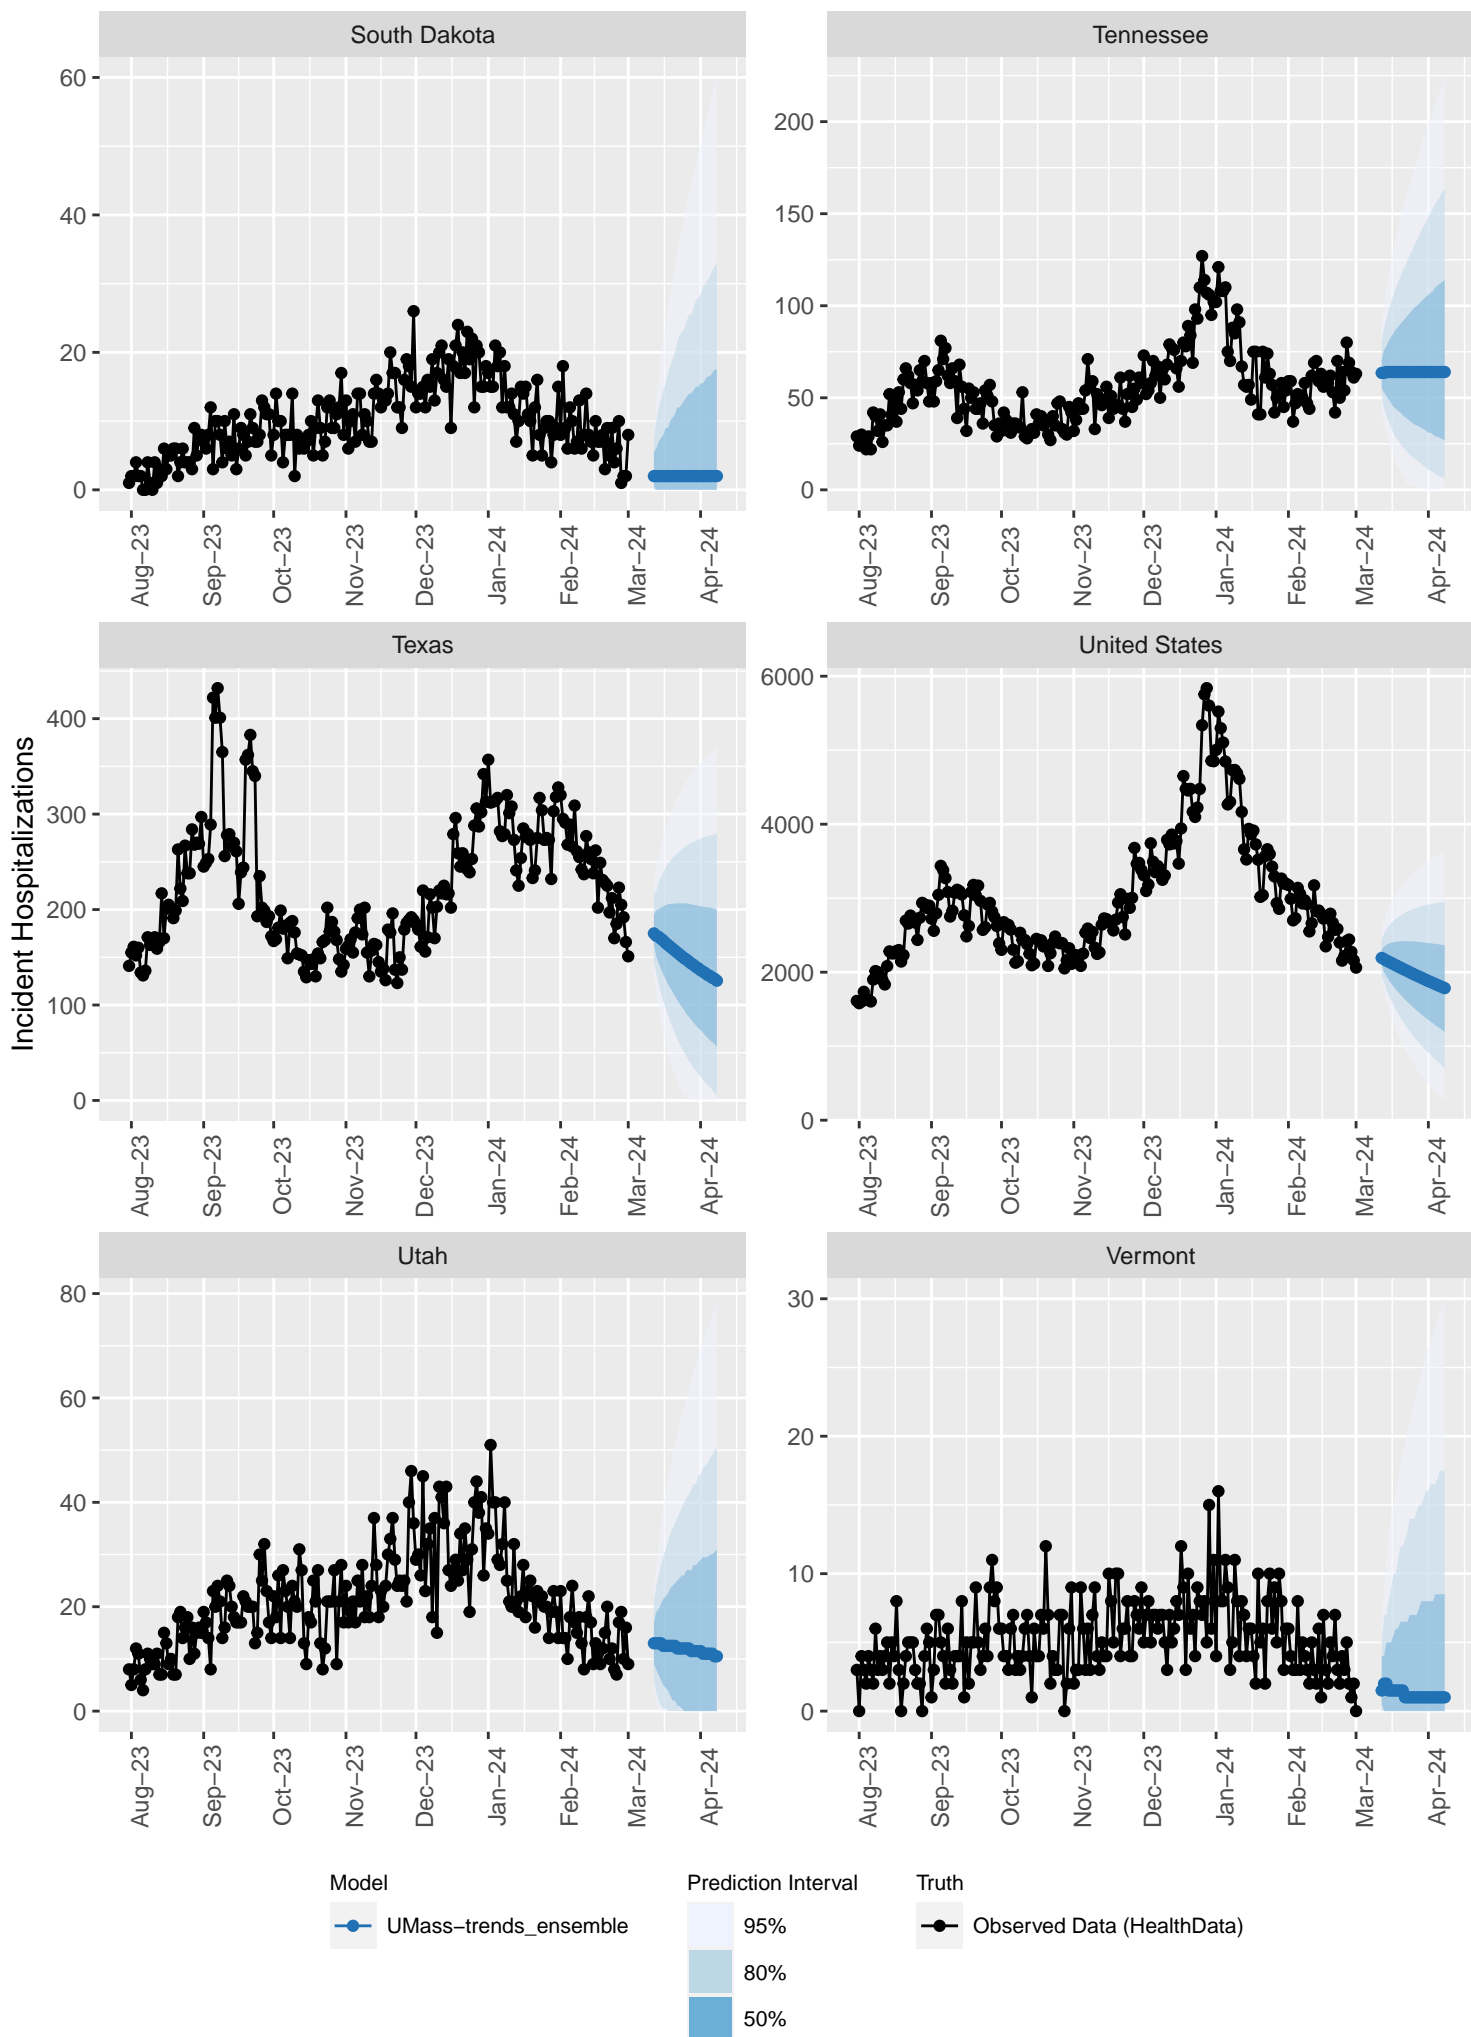 South Dakota
Tennessee
60
40
20
0
200
150
100
50
0
Aug−23
Sep−23
Oct−23
Nov−23
Dec−23
Jan−24
Feb−24
Mar−24
Apr−24
Aug−23
Sep−23
Oct−23
Nov−23
Dec−23
Jan−24
Feb−24
Mar−24
Apr−24
Texas
United States
Incident Hospitalizations
400
300
200
100
0
6000
4000
2000
0
Aug−23
Sep−23
Oct−23
Nov−23
Dec−23
Jan−24
Feb−24
Mar−24
Apr−24
Aug−23
Sep−23
Oct−23
Nov−23
Dec−23
Jan−24
Feb−24
Mar−24
Apr−24
Utah
Vermont
80
60
40
20
0
30
20
10
0
Aug−23
Sep−23
Oct−23
Nov−23
Dec−23
Jan−24
Feb−24
Mar−24
Apr−24
Aug−23
Sep−23
Oct−23
Nov−23
Dec−23
Jan−24
Feb−24
Mar−24
Apr−24
Model
UMass−trends_ensemble
Prediction Interval
95%
80%
50%
Truth
Observed Data (HealthData)